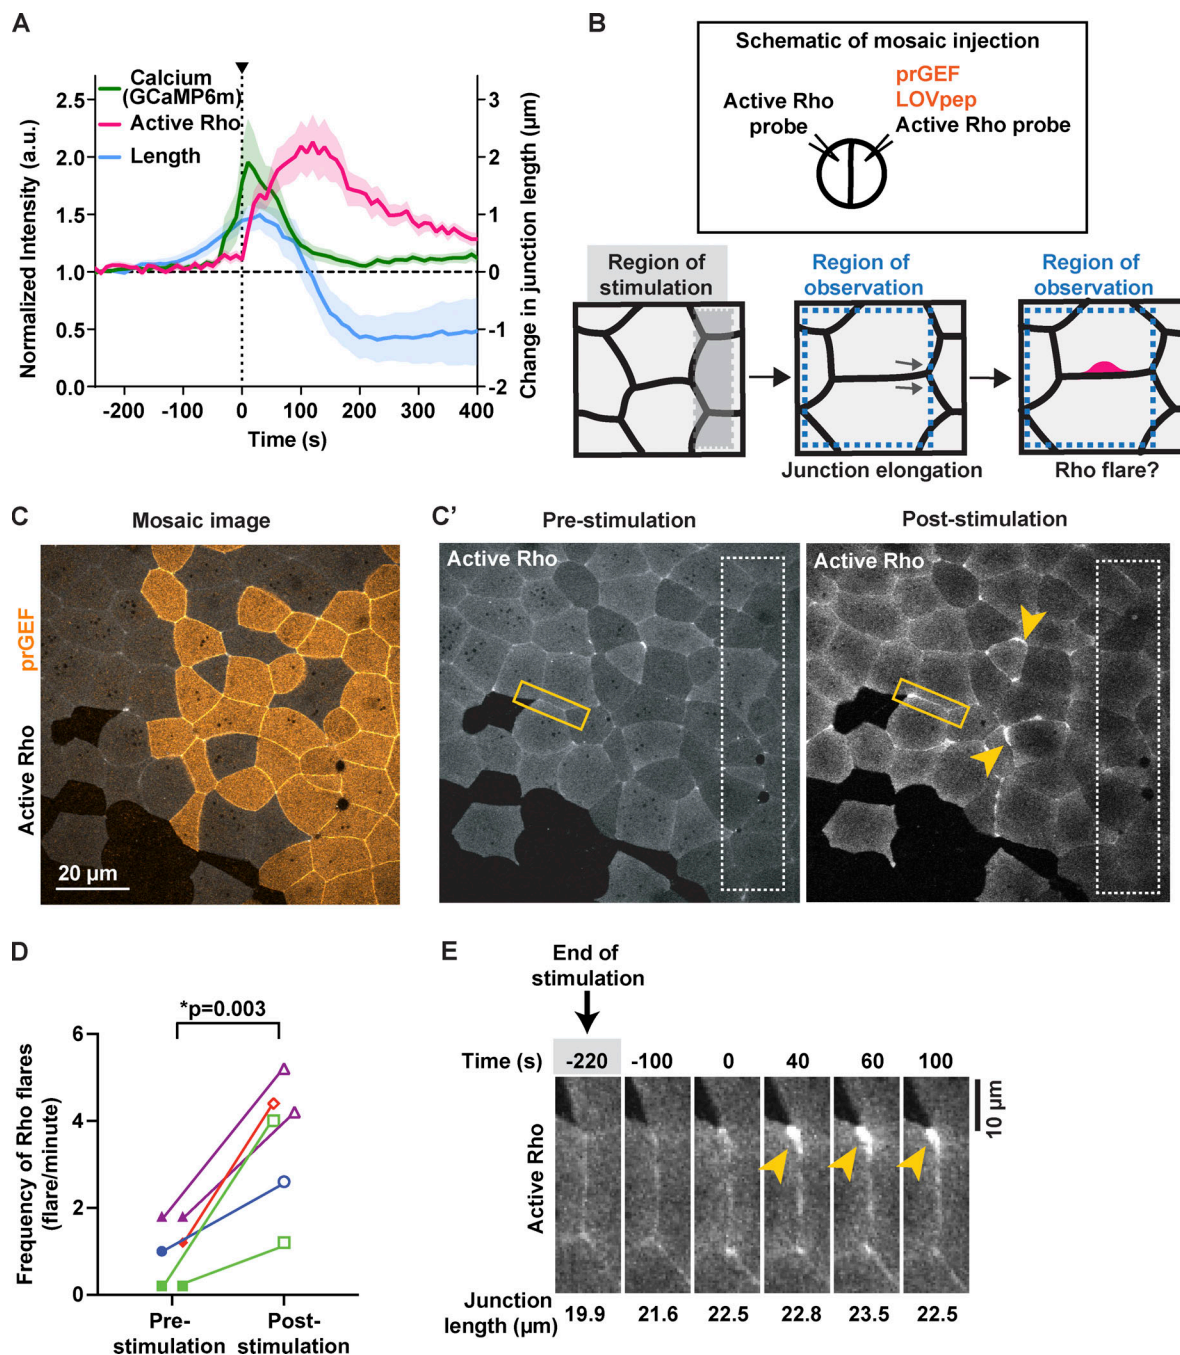 A
Calcium
(GCaMP6m)
Active Rho
Length
Normalized Intensity (a.u.)
2.5
2.0
1.5
1.0
0.5
0.0
Change in junction length (µm)
3
2
1
0
-1
-2
-200 -100 0 100 200 300 400
Time (s)
B
Schematic of mosaic injection
prGEF
LOVpep
Active Rho probe
Active Rho
probe
Region of
stimulation
Region of
observation
Region of
observation
Junction elongation
Rho flare?
C
Mosaic image
prGEF
Active Rho
20 µm
C'
Pre-stimulation
Post-stimulation
Active Rho
Active Rho
D
*p=0.003
Frequency of Rho flares
(flare/minute)
6
4
2
0
Pre-
stimulation
Post-
stimulation
E
End of
stimulation
Time (s) -220 -100 0 40 60 100
Active Rho
10 µm
Junction
length (µm)
19.9 21.6 22.5 22.8 23.5 22.5